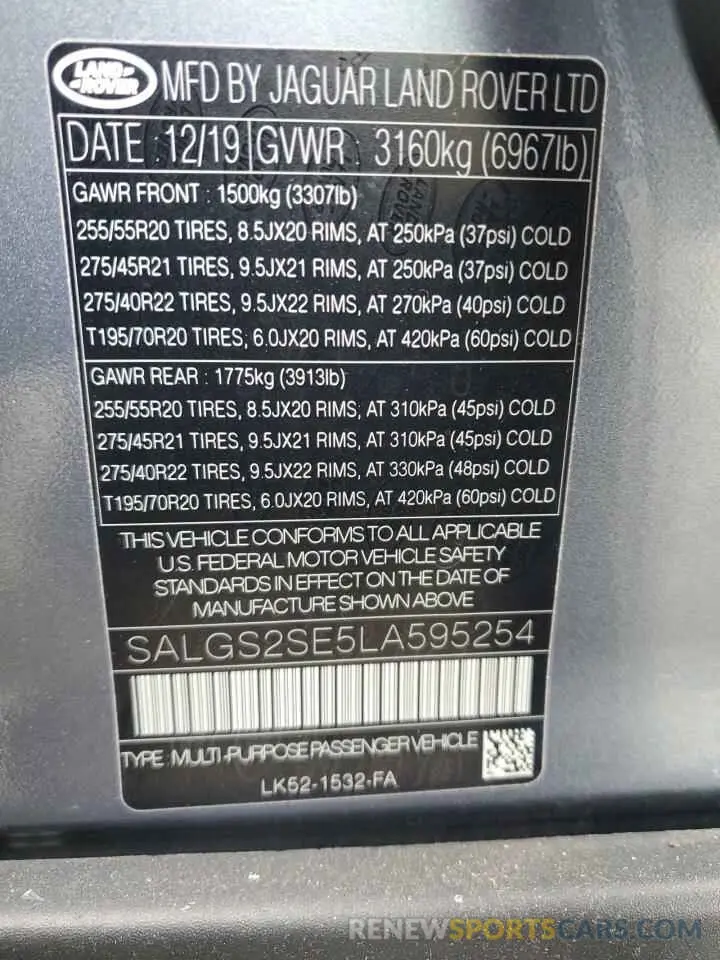 LAND ROVER
MFD BY JAGUAR LAND ROVER LTD
DATE :12/19 GVWR : 3160kg (6967lb)
GAWR FRONT : 1500kg (3307lb)
255/55R20 TIRES, 8.5JX20 RIMS, AT 250kPa (37psi) COLD
275/45R21 TIRES, 9.5JX21 RIMS, AT 250kPa (37psi) COLD
275/40R22 TIRES, 9.5JX22 RIMS, AT 270kPa (40psi) COLD
T195/70R20 TIRES, 6.0JX20 RIMS, AT 420kPa (60psi) COLD
GAWR REAR : 1775kg (3913lb)
255/55R20 TIRES, 8.5JX20 RIMS, AT 310kPa (45psi) COLD
275/45R21 TIRES, 9.5JX21 RIMS, AT 310kPa (45psi) COLD
275/40R22 TIRES, 9.5JX22 RIMS, AT 330kPa (48psi) COLD
T195/70R20 TIRES, 6.0JX20 RIMS, AT 420kPa (60psi) COLD
THIS VEHICLE CONFORMS TO ALL APPLICABLE
U.S. FEDERAL MOTOR VEHICLE SAFETY
STANDARDS IN EFFECT ON THE DATE OF
MANUFACTURE SHOWN ABOVE
SALGS2SE5LA595254
TYPE : MULTI-PURPOSE PASSENGER VEHICLE
LK52-1532-FA
RENEWSPORTSCARS.COM